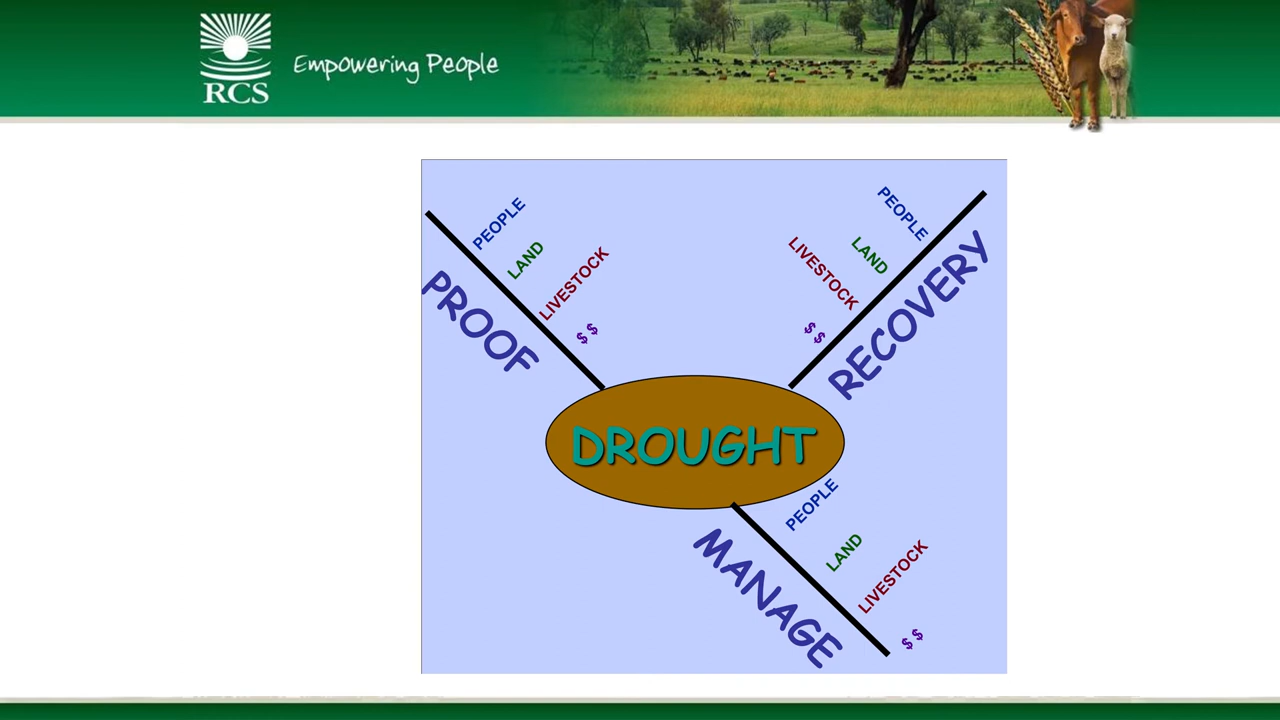 Empowering People
RCS
PEOPLE
LAND
LIVESTOCK
$ $
PROOF
PEOPLE
LAND
LIVESTOCK
$ $
RECOVERY
DROUGHT
PEOPLE
LAND
LIVESTOCK
$ $
MANAGE